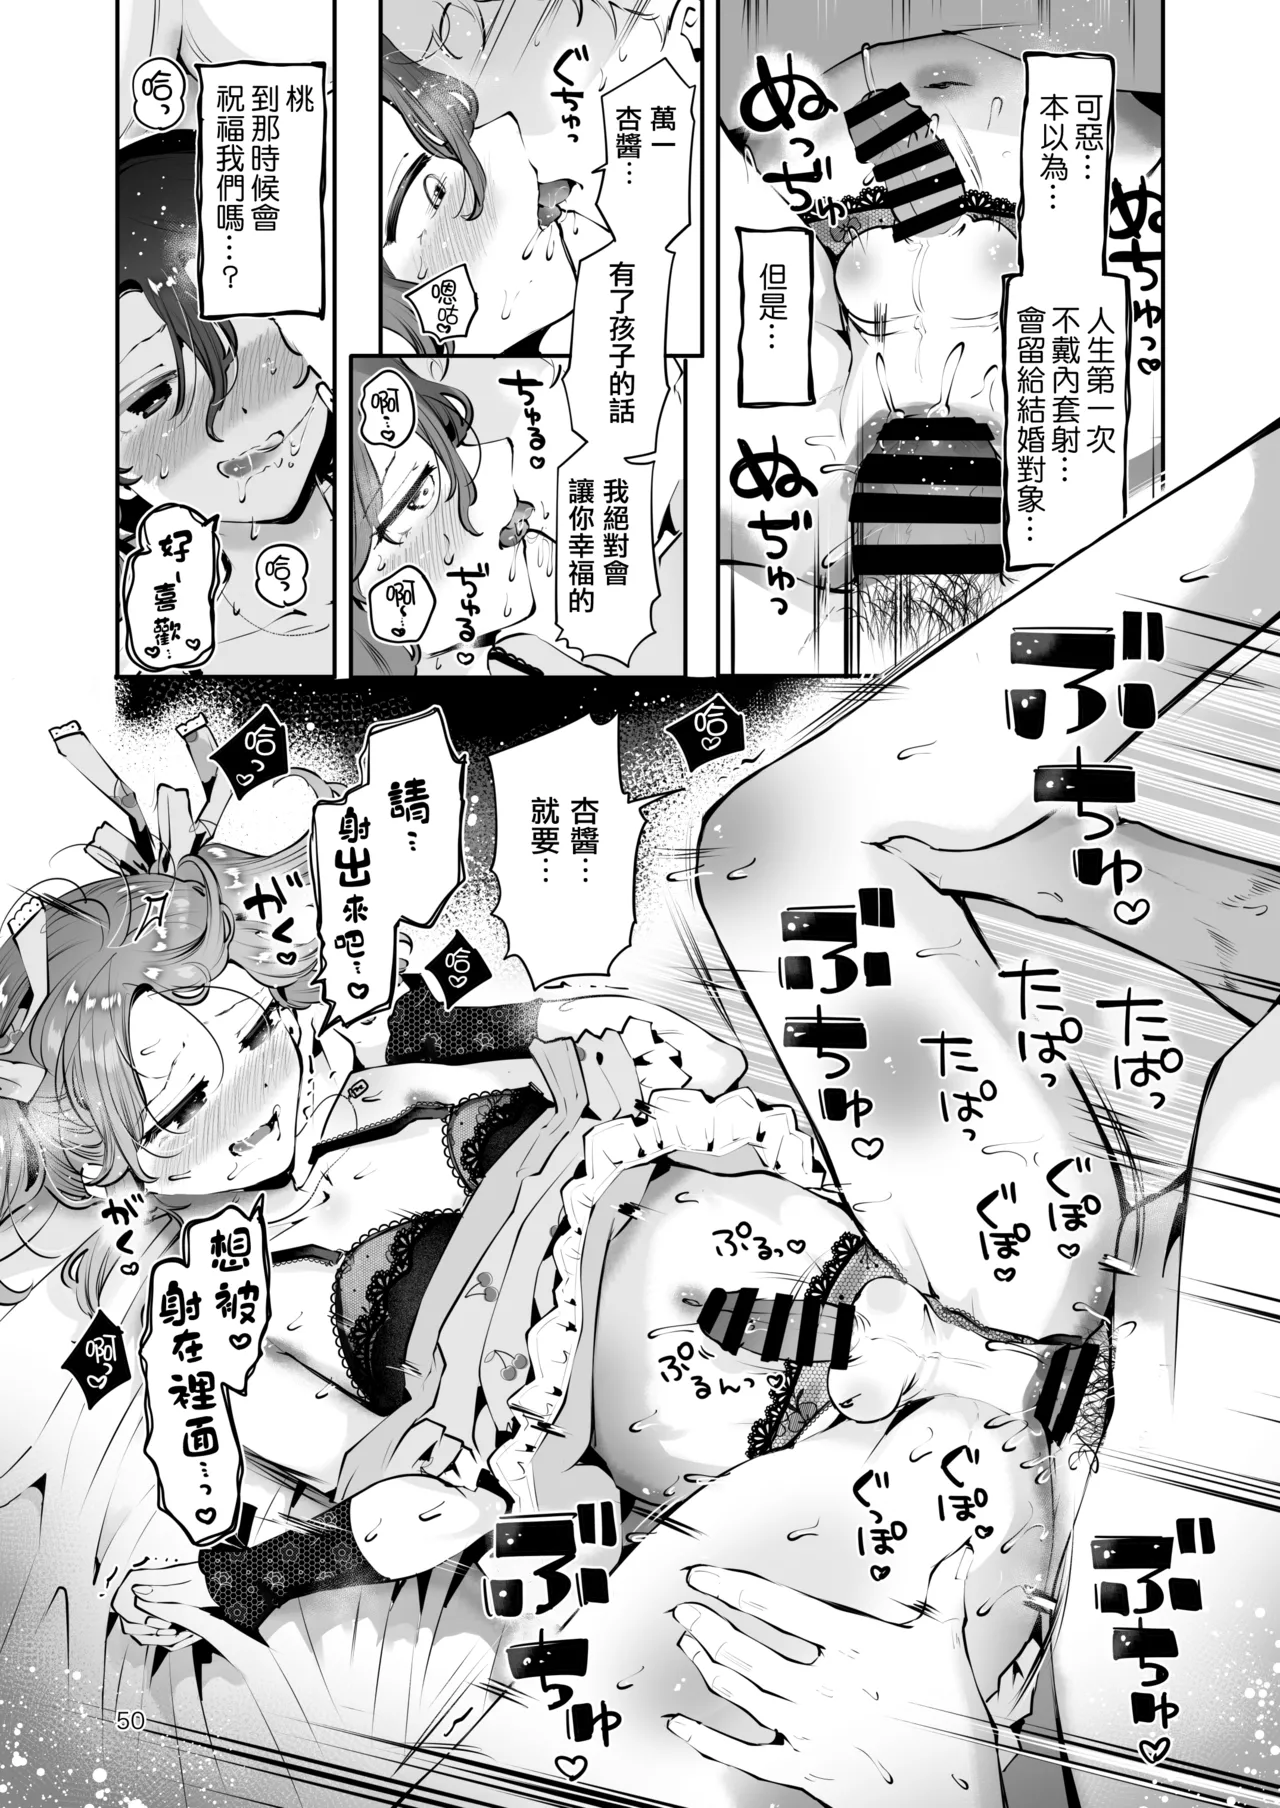 可惡…
本以為…
人生第一次
不戴內套射…
會留給結婚對象…
但是…
ぬっぢゅ
ぬちゅっ♡
ぬぢゅっ
萬一
杏醬…
有了孩子的話
我絕對會
讓你幸福的
ぐちゅっ
嗯咕♡
ちゅる♡
啊♡
啊~♡
ぢゅる♡
桃
到那時候會
祝福我們嗎…？
哈っ
哈っ
好~喜歡…♡
杏醬…
就要…
哈♡
哈っ♡
哈♡
請…
射出來吧…♡
想被♡
射在裡面…っ♡
啊っ♡
がくっ
がくっ
ぶちゅ♡
ぶちゅ♡
たぱっ
たぱっ
たぱっ
ぐぽ♡
ぐぽ♡
ぷるっ♡
ぷるんっ♡
ぐぽ♡
ぐっぽ♡
ぶちゅ♡
ぶちゅ♡
50